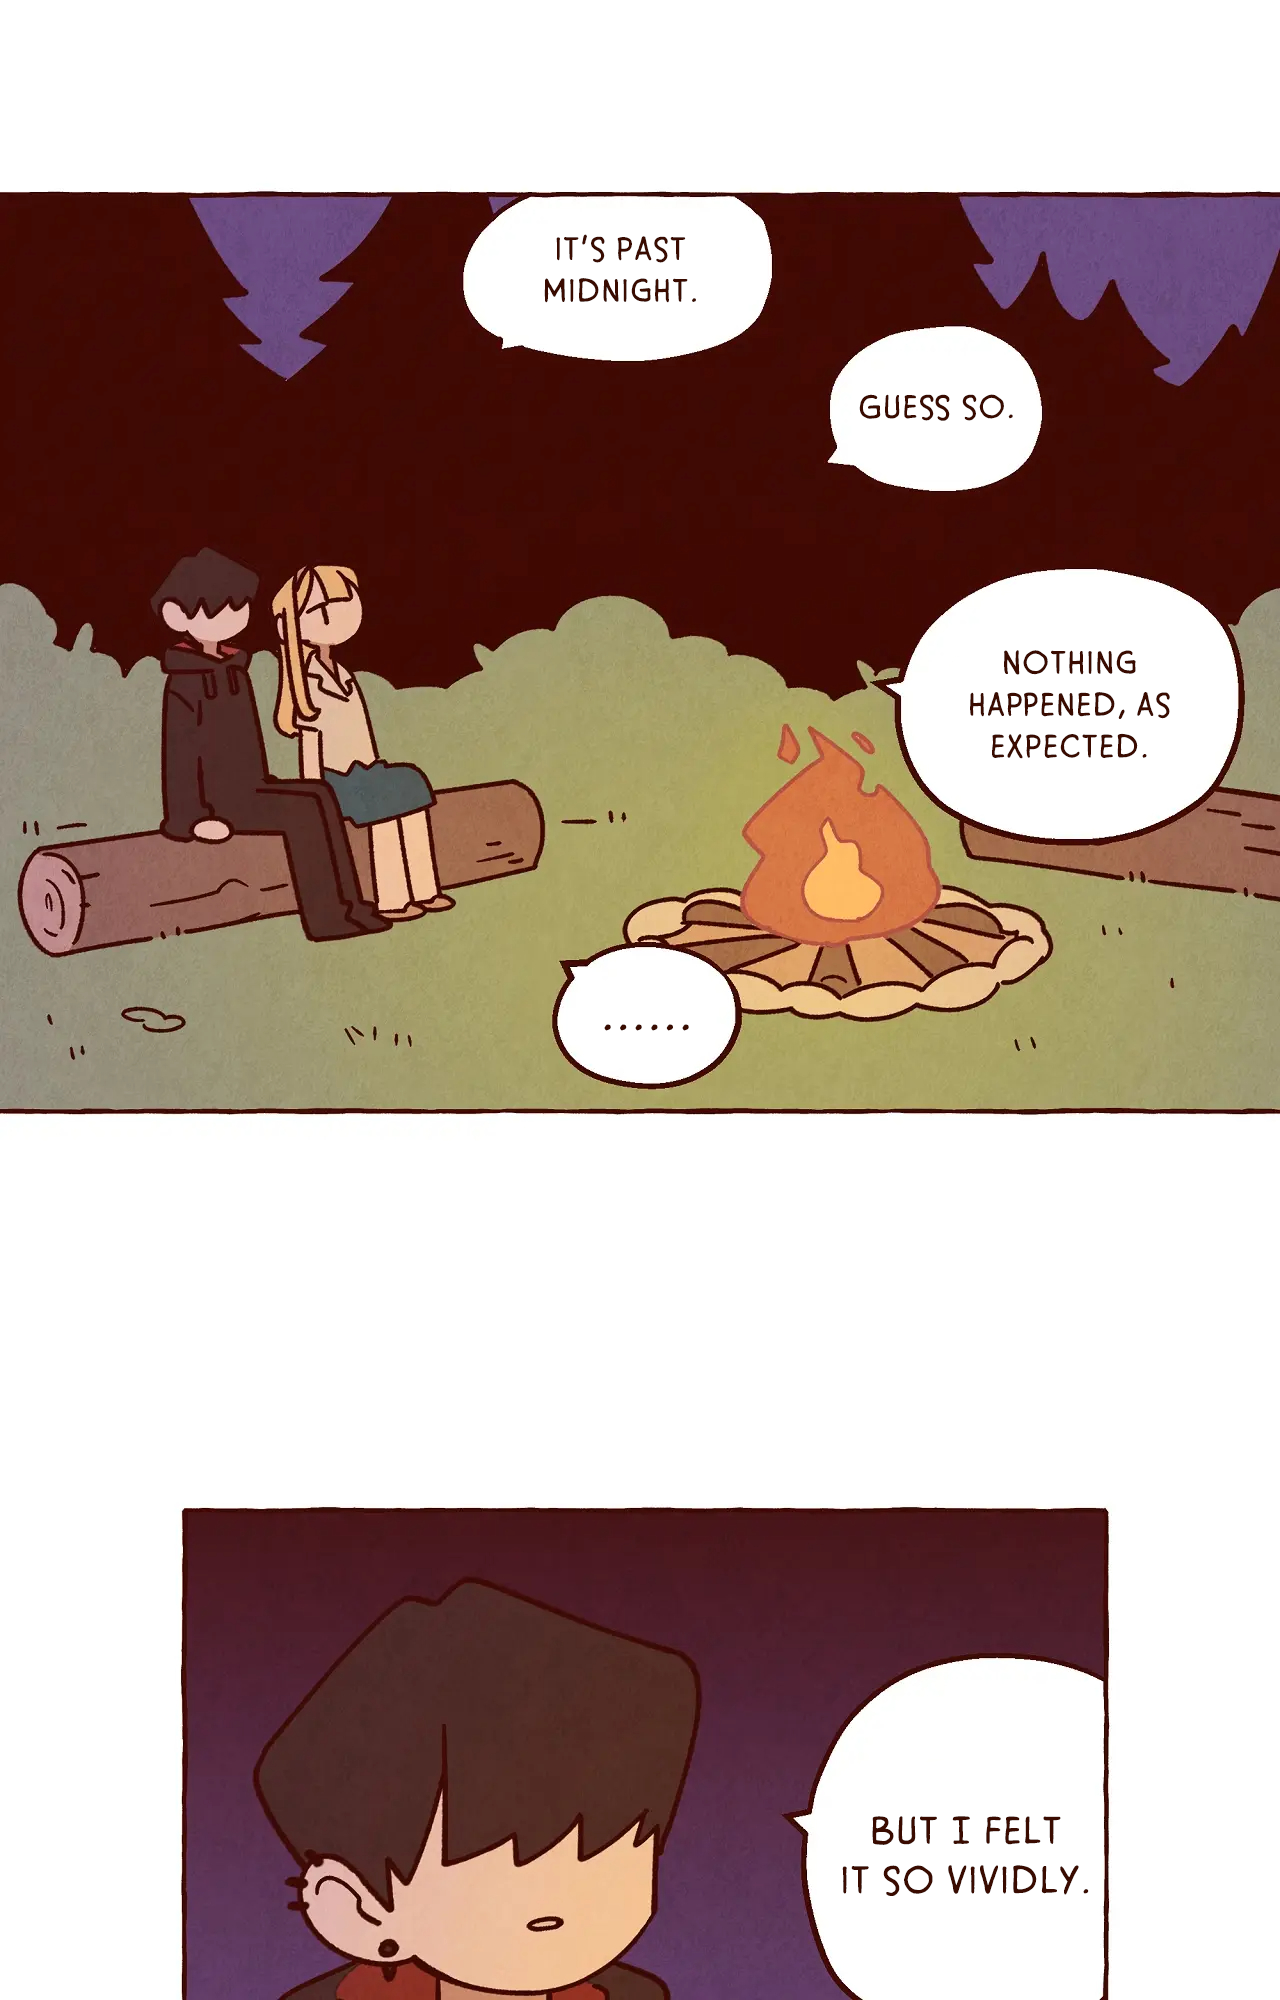 IT'S PAST
MIDNIGHT.
GUESS SO.
NOTHING
HAPPENED, AS
EXPECTED.
......
BUT I FELT
IT SO VIVIDLY.